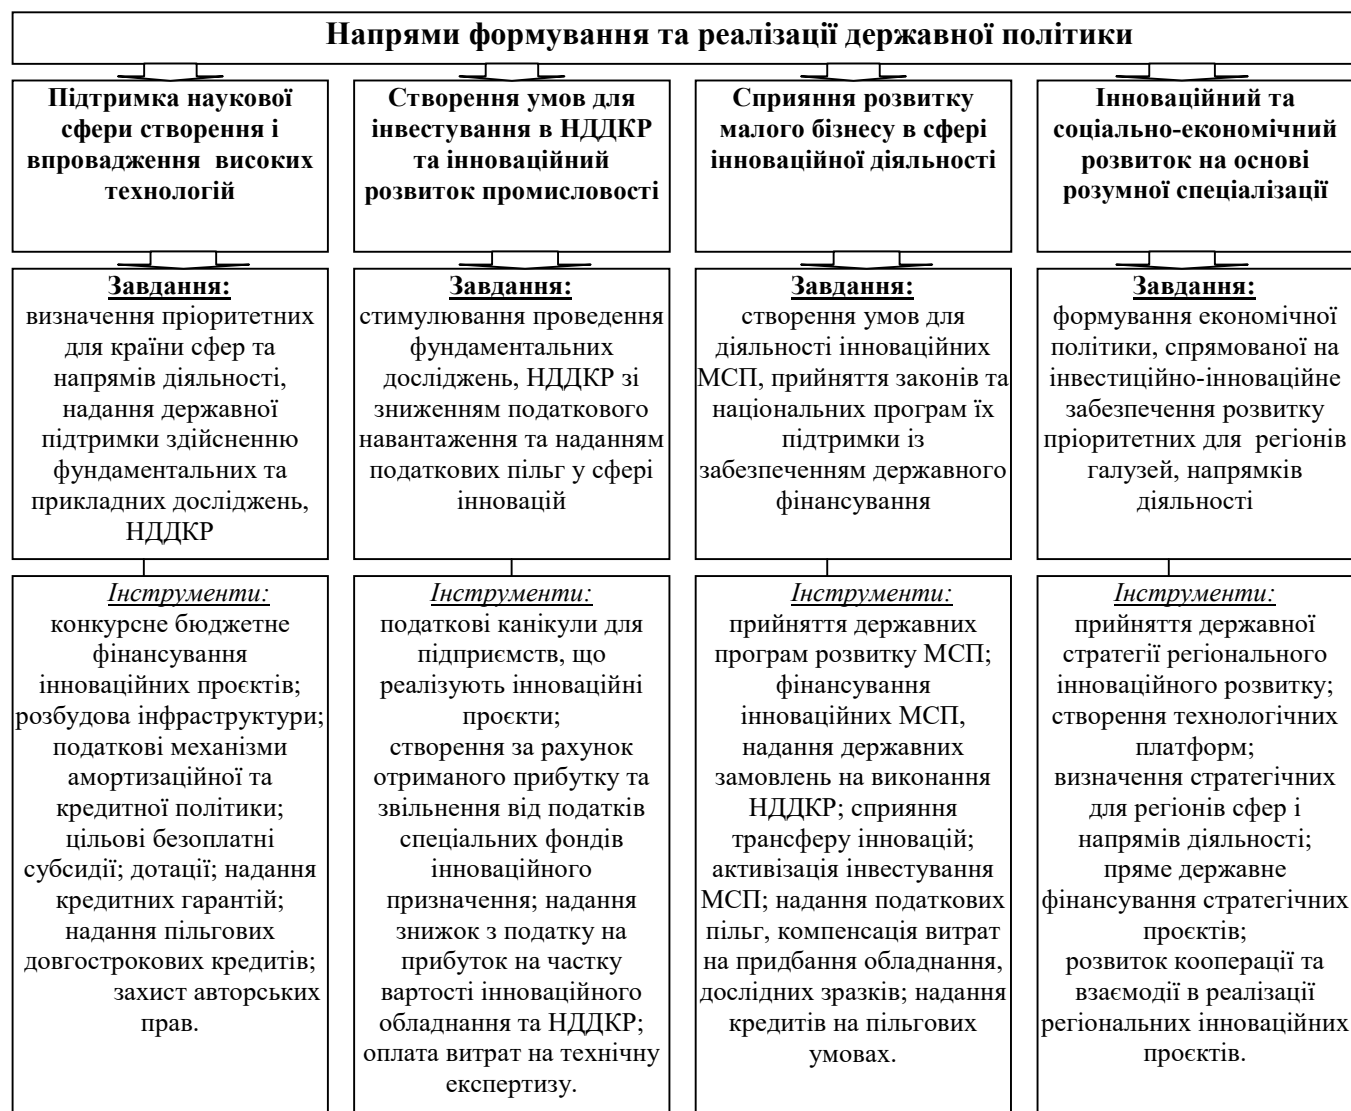 Напрями формування та реалізації державної політики
Підтримка наукової
сфери створення і
впровадження високих
технологій
Створення умов для
інвестування в НДДКР
та інноваційний
розвиток промисловості
Сприяння розвитку
малого бізнесу в сфері
інноваційної діяльності
Інноваційний та
соціально-економічний
розвиток на основі
розумної спеціалізації
Завдання:
визначення пріоритетних
для країни сфер та
напрямів діяльності,
надання державної
підтримки здійсненню
фундаментальних та
прикладних досліджень,
НДДКР
Завдання:
стимулювання проведення
фундаментальних
досліджень, НДДКР зі
зниженням податкового
навантаження та наданням
податкових пільг у сфері
інновацій
Завдання:
створення умов для
діяльності інноваційних
МСП, прийняття законів та
національних програм їх
підтримки із
забезпеченням державного
фінансування
Завдання:
формування економічної
політики, спрямованої на
інвестиційно-інноваційне
забезпечення розвитку
пріоритетних для регіонів
галузей, напрямків
діяльності
Інструменти:
конкурсне бюджетне
фінансування
інноваційних проєктів;
розбудова інфраструктури;
податкові механізми
амортизаційної та
кредитної політики;
цільові безоплатні
субсидії; дотації; надання
кредитних гарантій;
надання пільгових
довгострокових кредитів;
захист авторських
прав.
Інструменти:
податкові канікули для
підприємств, що
реалізують інноваційні
проєкти;
створення за рахунок
отриманого прибутку та
звільнення від податків
спеціальних фондів
інноваційного
призначення; надання
знижок з податку на
прибуток на частку
вартості інноваційного
обладнання та НДДКР;
оплата витрат на технічну
експертизу.
Інструменти:
прийняття державних
програм розвитку МСП;
фінансування
інноваційних МСП,
надання державних
замовлень на виконання
НДДКР; сприяння
трансферу інновацій;
активізація інвестування
МСП; надання податкових
пільг, компенсація витрат
на придбання обладнання,
дослідних зразків; надання
кредитів на пільгових
умовах.
Інструменти:
прийняття державної
стратегії регіонального
інноваційного розвитку;
створення технологічних
платформ;
визначення стратегічних
для регіонів сфер і
напрямів діяльності;
пряме державне
фінансування стратегічних
проєктів;
розвиток кооперації та
взаємодії в реалізації
регіональних інноваційних
проєктів.